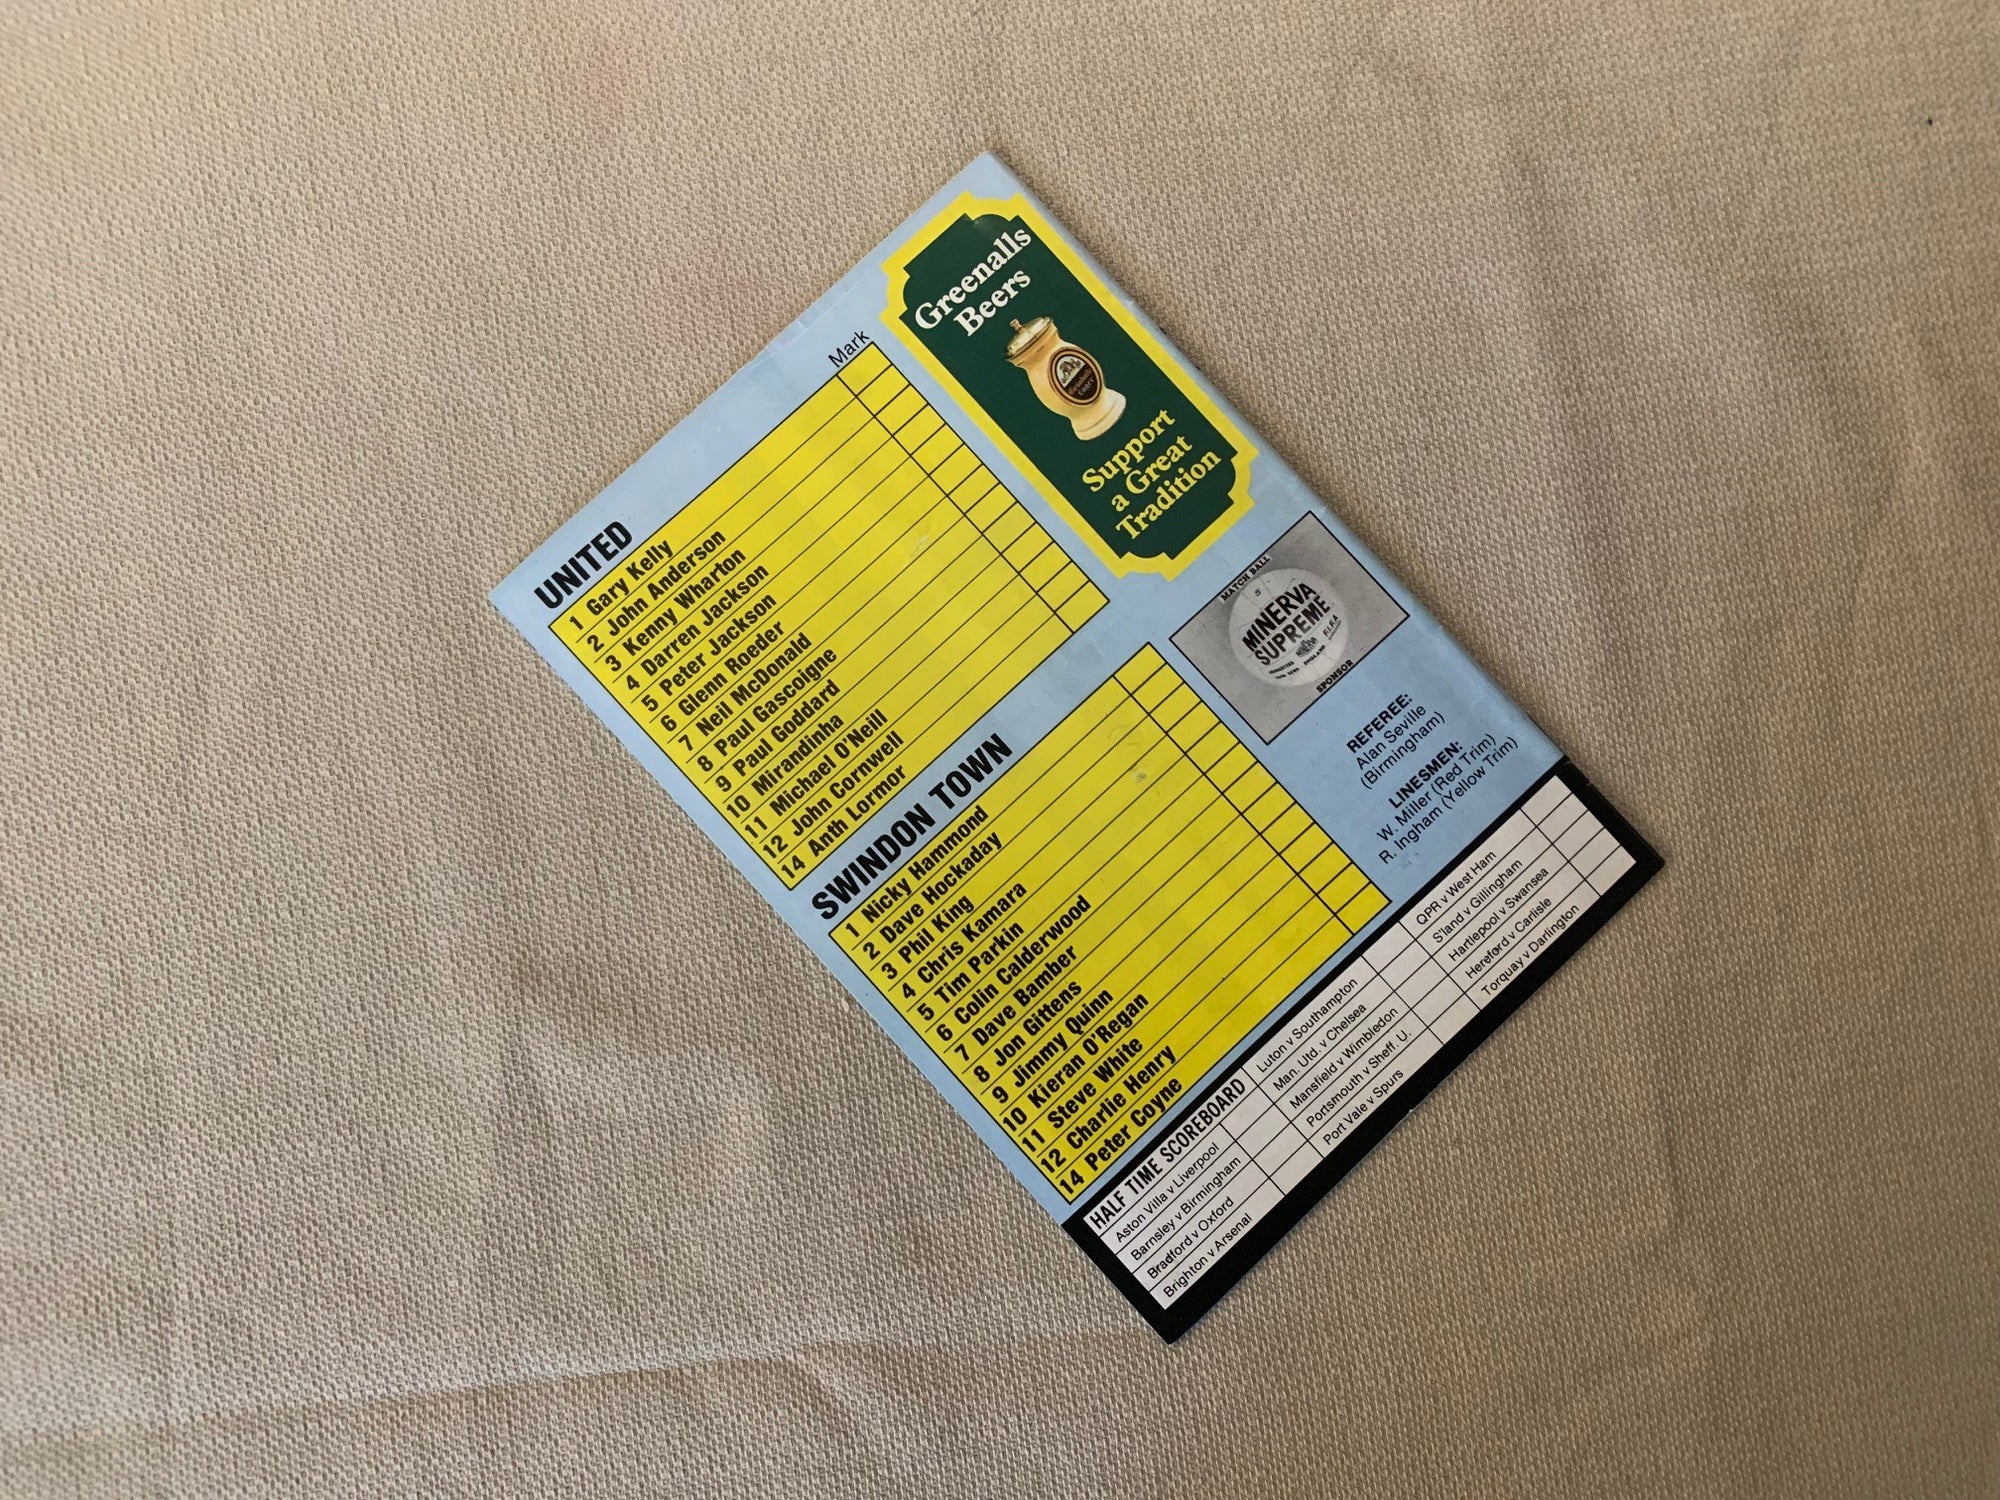 UNITED
Mark
1 Gary Kelly
2 John Anderson
3 Kenny Wharton
4 Darren Jackson
5 Peter Jackson
6 Glenn Roeder
7 Neil McDonald
8 Paul Gascoigne
9 Paul Goddard
10 Mirandinha
11 Michael O'Neill
12 John Cornwell
14 Anth Lormor
SWINDON TOWN
1 Nicky Hammond
2 Dave Hockaday
3 Phil King
4 Chris Kamara
5 Tim Parkin
6 Colin Calderwood
7 Dave Bamber
8 Jon Gittens
9 Jimmy Quinn
10 Kieran O'Regan
11 Steve White
12 Charlie Henry
14 Peter Coyne
Greenalls
Beers
Support
a Great
Tradition
MATCH BALL
5
MINERVA
SUPREME
ENGLAND
SPONSOR
REFEREE:
Alan Seville
(Birmingham)
LINESMEN:
W. Miller (Red Trim)
R. Ingham (Yellow Trim)
HALF TIME SCOREBOARD
Aston Villa v Liverpool
Barnsley v Birmingham
Bradford v Oxford
Brighton v Arsenal
Luton v Southampton
Man. Utd. v Chelsea
Mansfield v Wimbledon
Portsmouth v Sheff. U.
Port Vale v Spurs
QPR v West Ham
S'land v Gillingham
Hartlepool v Swansea
Hereford v Carlisle
Torquay v Darlington